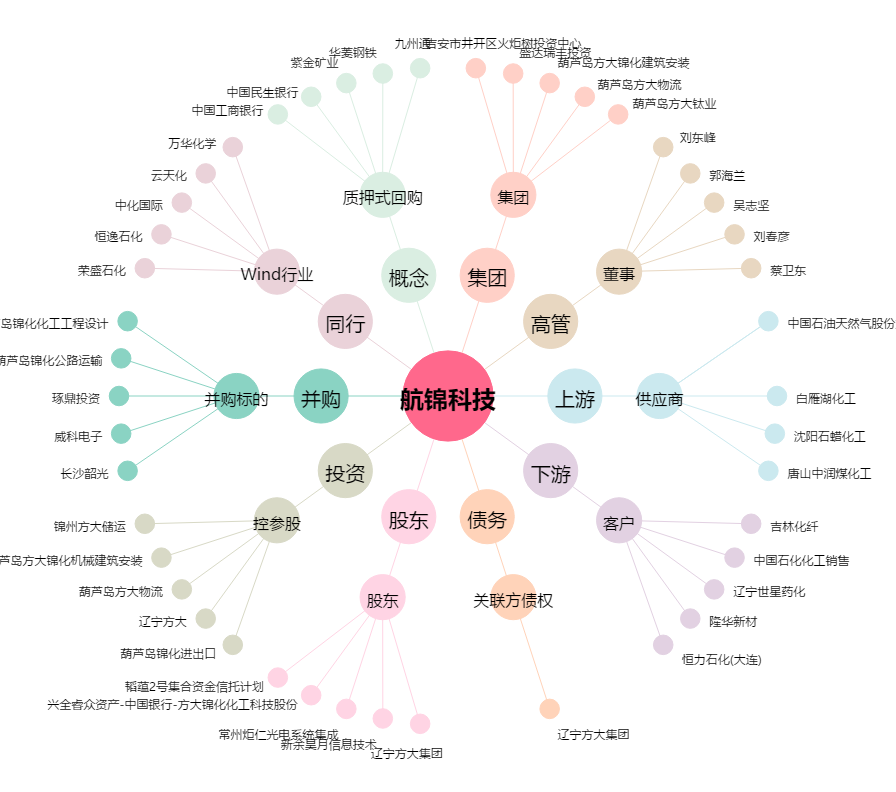 航锦科技
概念
质押式回购
中国工商银行
中国民生银行
紫金矿业
华菱钢铁
九州通
集团
集团
吉安市井开区火炬树投资中心
盛达瑞丰投资
葫芦岛方大锦化建筑安装
葫芦岛方大物流
葫芦岛方大钛业
高管
董事
刘东峰
郭海兰
吴志坚
刘春彦
蔡卫东
上游
供应商
中国石油天然气股份
白雁湖化工
沈阳石蜡化工
唐山中润煤化工
下游
客户
吉林化纤
中国石化化工销售
辽宁世星药化
隆华新材
恒力石化(大连)
债务
关联方债权
辽宁方大集团
股东
股东
辽宁方大集团
新余昊月信息技术
常州炬仁光电系统集成
兴全睿众资产-中国银行-方大锦化化工科技股份
韬蕴2号集合资金信托计划
投资
控参股
葫芦岛锦化进出口
辽宁方大
葫芦岛方大物流
芦岛方大锦化机械建筑安装
锦州方大储运
并购
并购标的
长沙韶光
威科电子
琢鼎投资
葫芦岛锦化公路运输
岛锦化化工工程设计
同行
Wind行业
荣盛石化
恒逸石化
中化国际
云天化
万华化学